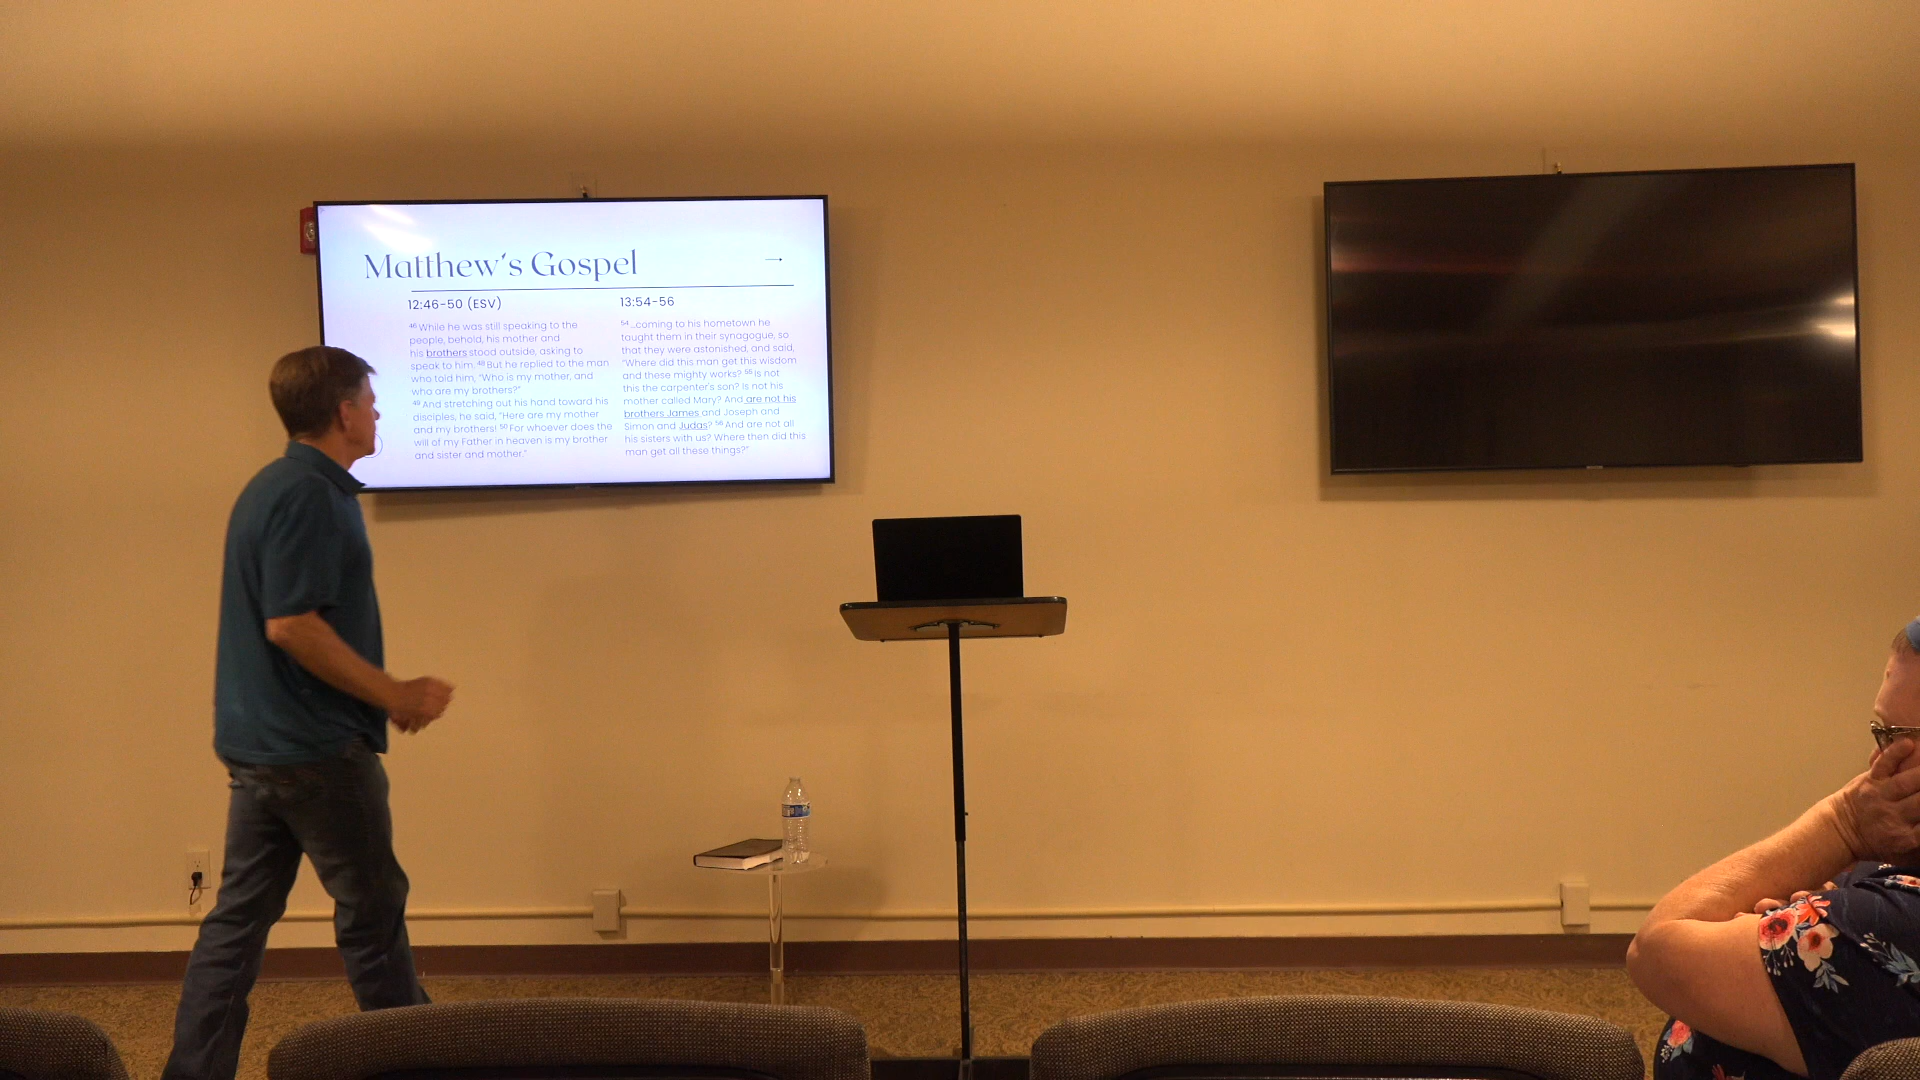 Matthew's Gospel
→
12:46-50 (ESV)
46 While he was still speaking to the
people, behold, his mother and
his brothers stood outside, asking to
speak to him. 48 But he replied to the man
who told him, "Who is my mother, and
who are my brothers?"
49 And stretching out his hand toward his
disciples, he said, "Here are my mother
and my brothers! 50 For whoever does the
will of my Father in heaven is my brother
and sister and mother."
13:54-56
54 …coming to his hometown he
taught them in their synagogue, so
that they were astonished, and said,
"Where did this man get this wisdom
and these mighty works? 55 Is not
this the carpenter's son? Is not his
mother called Mary? And are not his
brothers James and Joseph and
Simon and Judas? 56 And are not all
his sisters with us? Where then did this
man get all these things?"